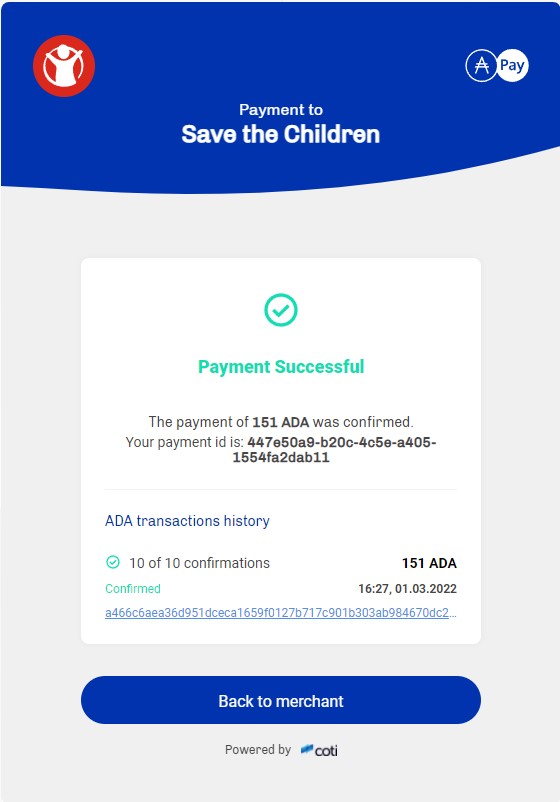 Pay
Payment to
Save the Children
Payment Successful
The payment of 151 ADA was confirmed.
Your payment id is: 447e50a9-b20c-4c5e-a405-
1554fa2dab11
ADA transactions history
10 of 10 confirmations 151 ADA
Confirmed 16:27, 01.03.2022
a466c6aea36d951dceca1659f0127b717c901b303ab984670dc2...
Back to merchant
Powered by coti